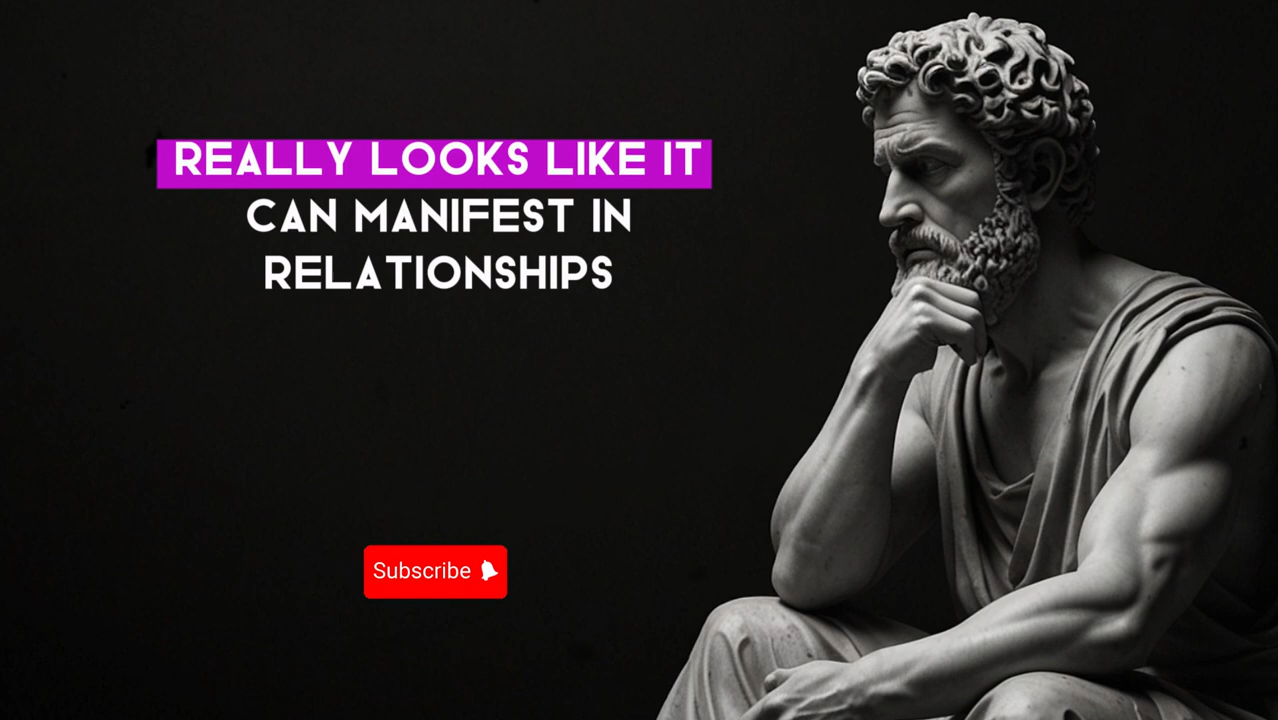 REALLY LOOKS LIKE IT
CAN MANIFEST IN
RELATIONSHIPS
Subscribe